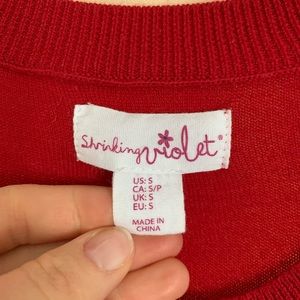 Shrinking violet®
US: S
CA: S/P
UK: S
EU: S
MADE IN
CHINA